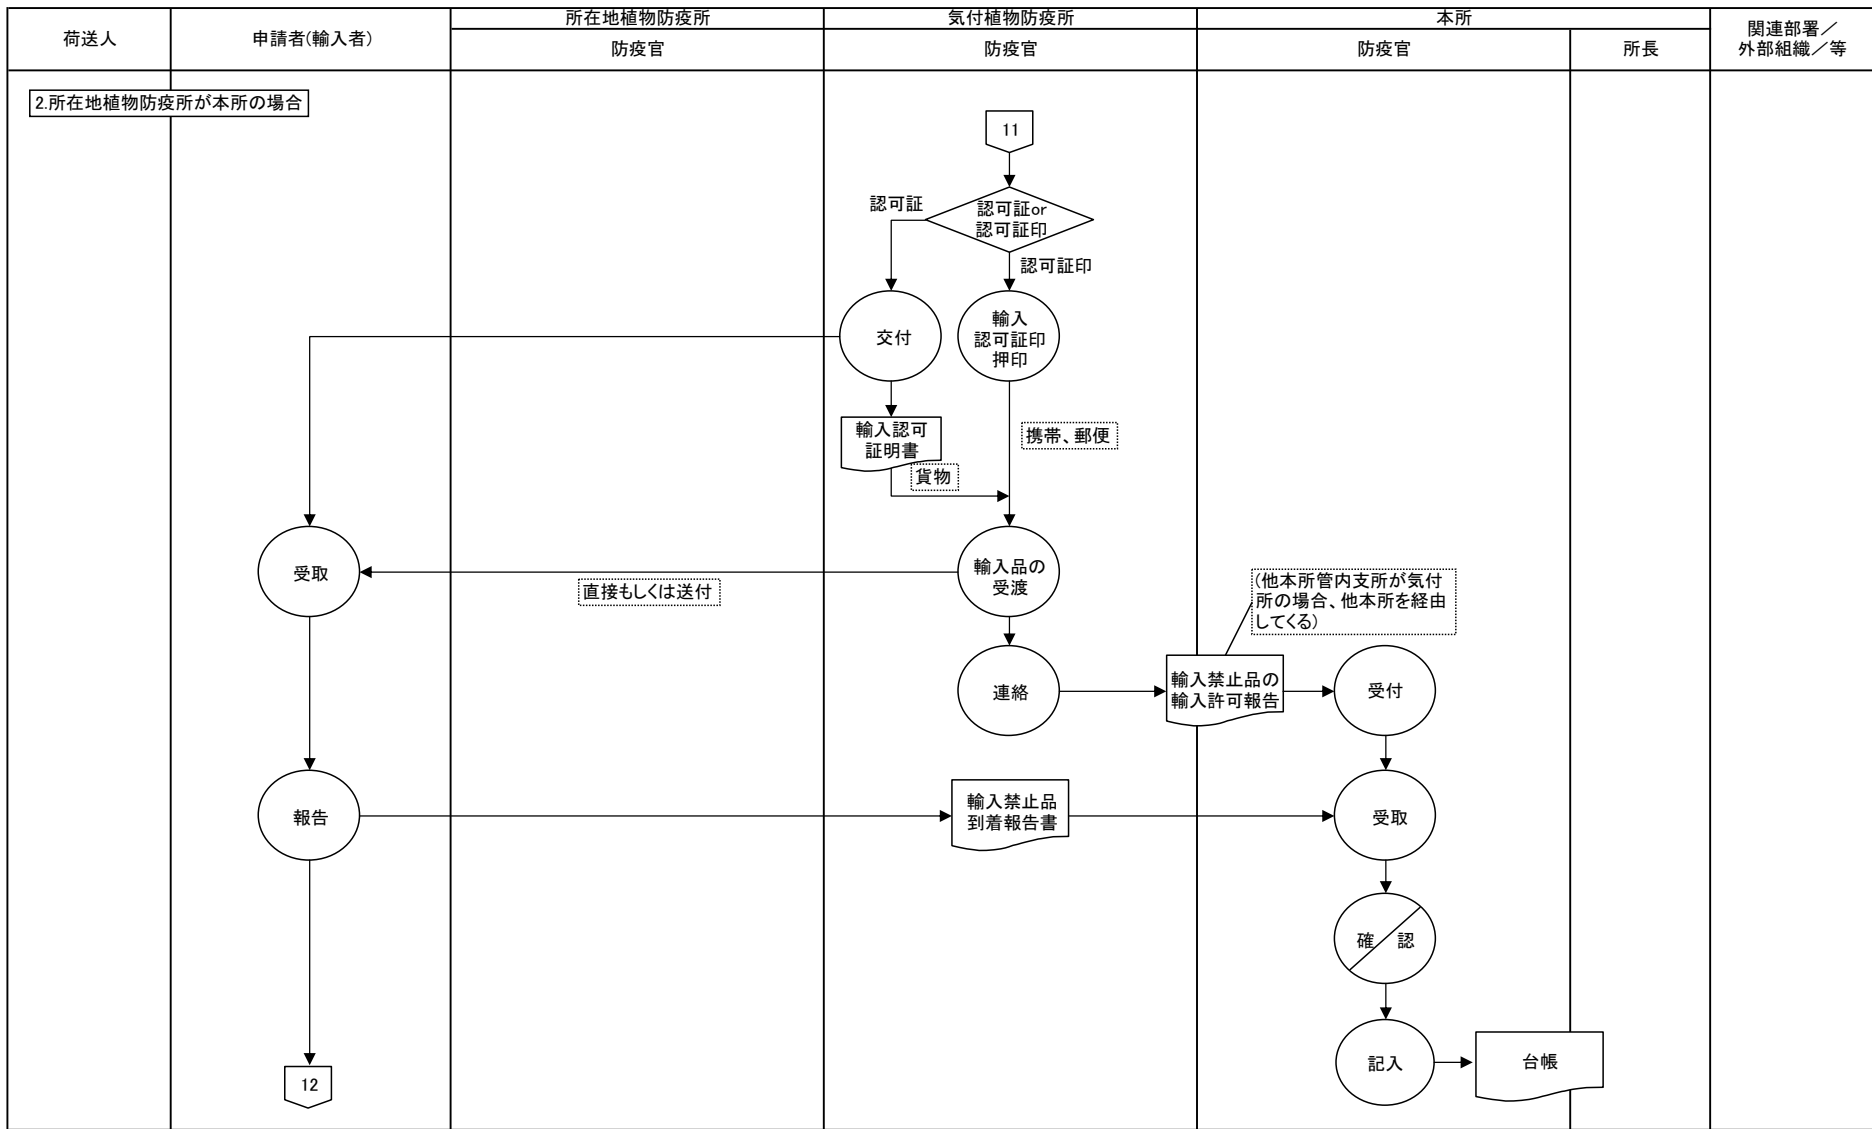 荷送人
申請者(輸入者)
所在地植物防疫所
防疫官
気付植物防疫所
防疫官
本所
防疫官
所長
関連部署／
外部組織／等
2.所在地植物防疫所が本所の場合
11
認可証
認可証or
認可証印
認可証印
交付
輸入
認可証印
押印
輸入認可
証明書
携帯、郵便
貨物
受取
直接もしくは送付
輸入品の
受渡
(他本所管内支所が気付
所の場合、他本所を経由
してくる)
連絡
輸入禁止品の
輸入許可報告
受付
報告
輸入禁止品
到着報告書
受取
確 認
記入
台帳
12